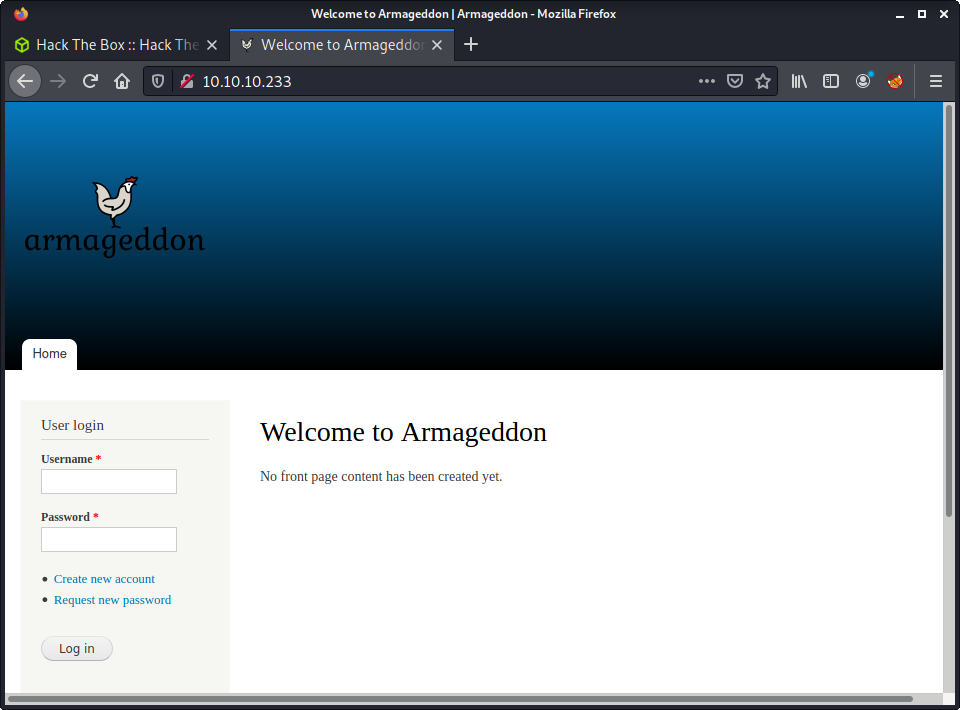 Welcome to Armageddon | Armageddon - Mozilla Firefox
Hack The Box :: Hack The
Welcome to Armageddon
10.10.10.233
armageddon
Home
User login
Username *
Password *
Create new account
Request new password
Log in
Welcome to Armageddon
No front page content has been created yet.